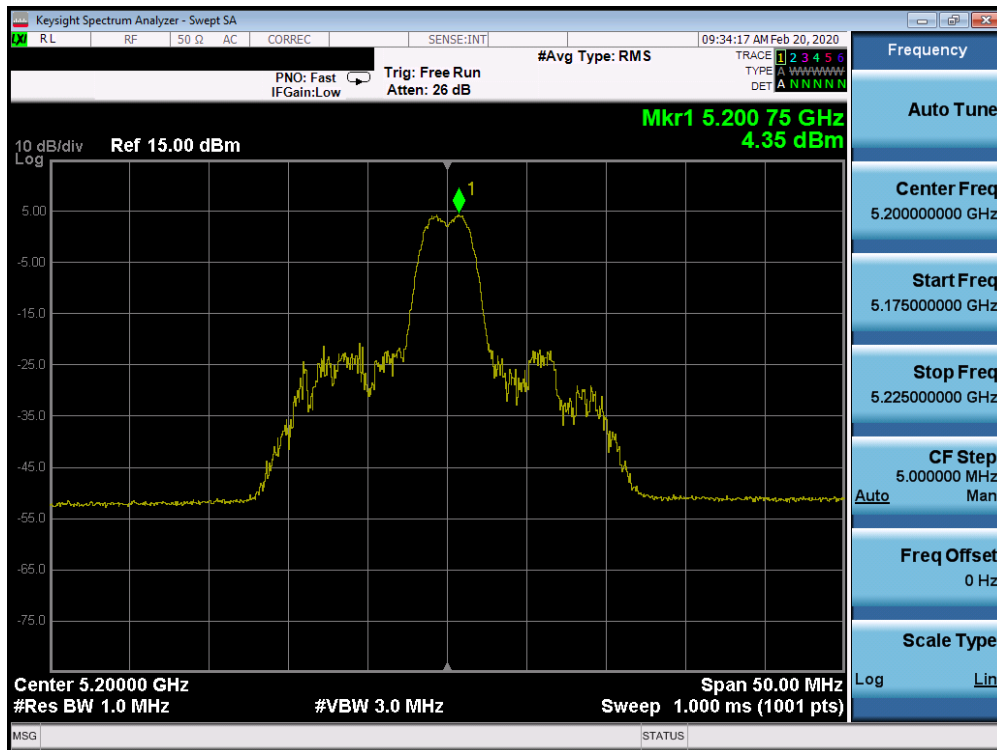 Keysight Spectrum Analyzer - Swept SA
LXI RL RF 50 Ω AC CORREC SENSE:INT 09:34:17 AM Feb 20, 2020
Frequency
#Avg Type: RMS
TRACE 1 2 3 4 5 6
TYPE A WWWWW
DET A N N N N N
PNO: Fast
IFGain:Low
Trig: Free Run
Atten: 26 dB
Auto Tune
Mkr1 5.200 75 GHz
4.35 dBm
10 dB/div
Log
Ref 15.00 dBm
1
5.00
-5.00
-15.0
-25.0
-35.0
-45.0
-55.0
-65.0
-75.0
Center Freq
5.200000000 GHz
Start Freq
5.175000000 GHz
Stop Freq
5.225000000 GHz
CF Step
5.000000 MHz
Auto Man
Freq Offset
0 Hz
Scale Type
Log Lin
Center 5.20000 GHz Span 50.00 MHz
#Res BW 1.0 MHz #VBW 3.0 MHz Sweep 1.000 ms (1001 pts)
MSG STATUS